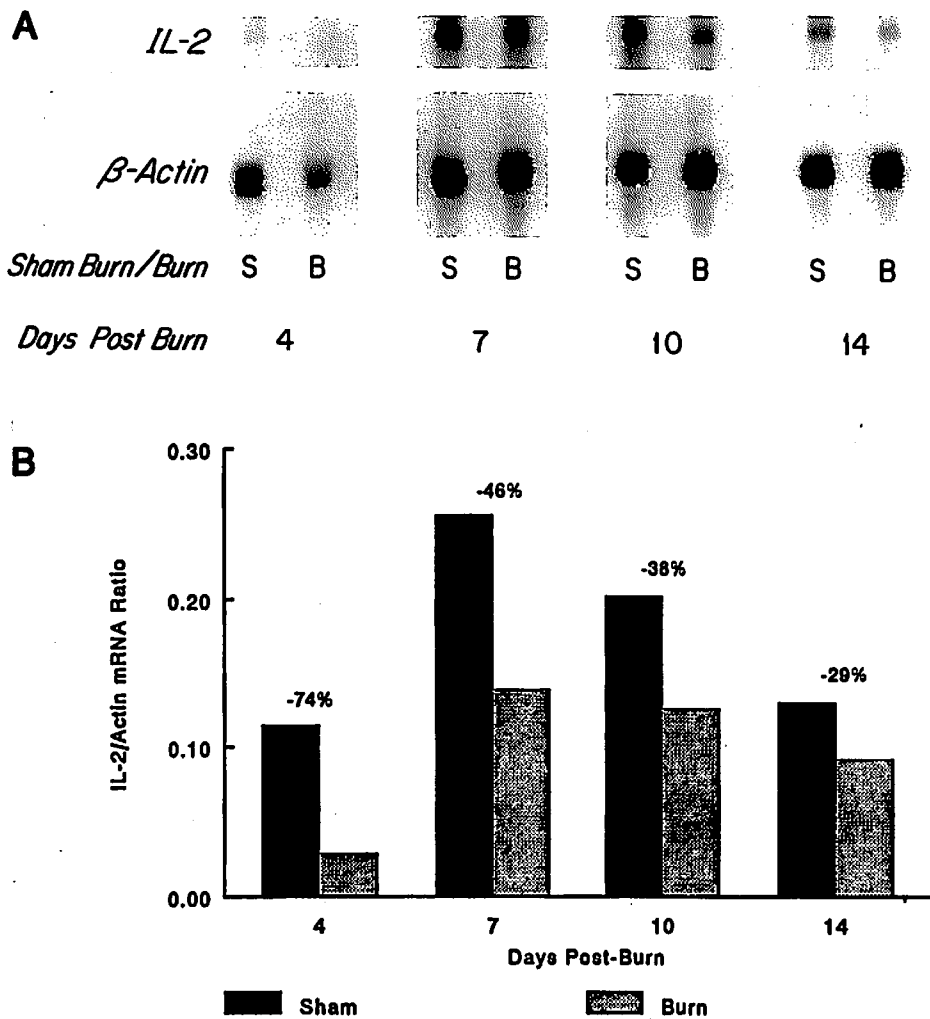 A
IL-2
β-Actin
Sham Burn/Burn S B S B S B S B
Days Post Burn 4 7 10 14
B
IL-2/Actin mRNA Ratio
0.30
0.20
0.10
0.00
-74%
-46%
-38%
-29%
4 7 10 14
Days Post-Burn
Sham Burn